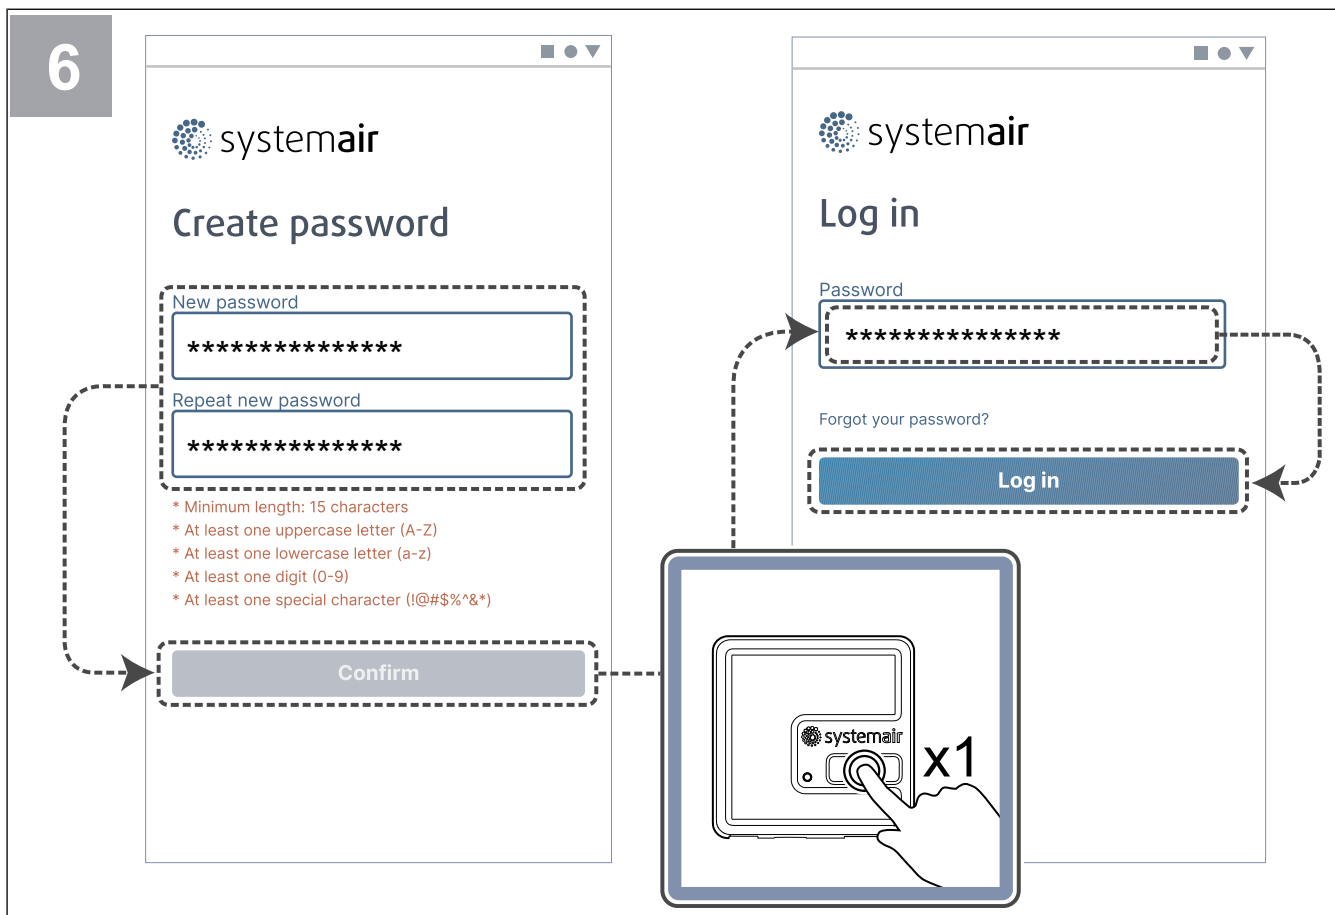 6
systemair
Create password
New password
***************
Repeat new password
***************
* Minimum length: 15 characters
* At least one uppercase letter (A-Z)
* At least one lowercase letter (a-z)
* At least one digit (0-9)
* At least one special character (!@#$%^&*)
Confirm
systemair
Log in
Password
***************
Forgot your password?
Log in
systemair
x1